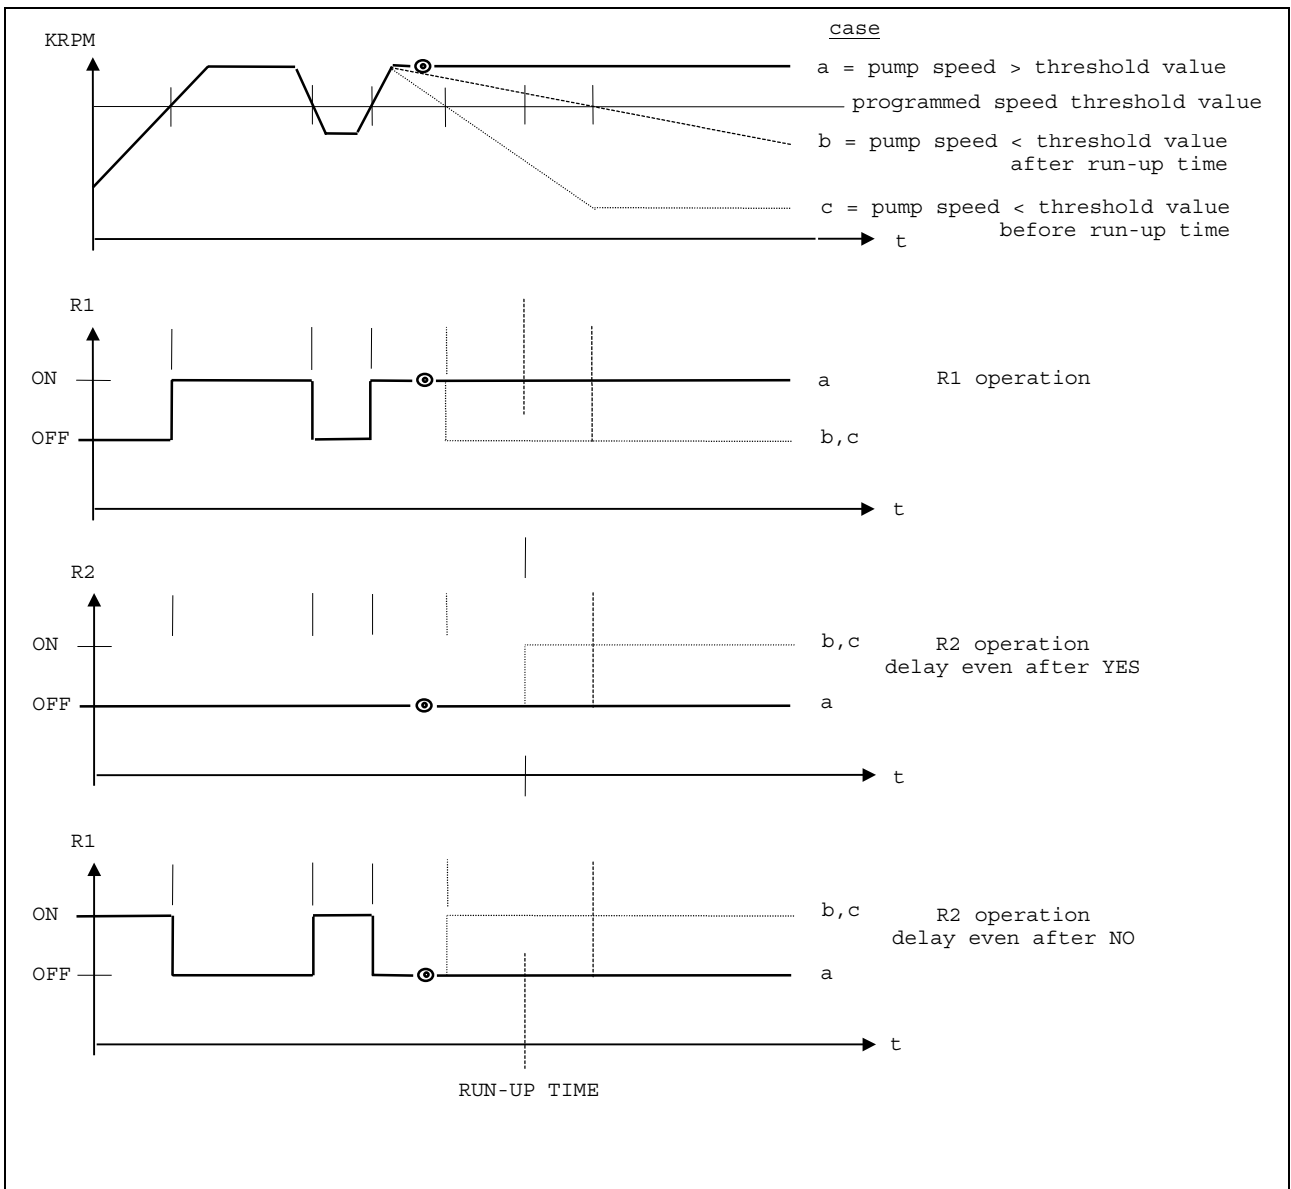 case
KRPM
a = pump speed > threshold value
programmed speed threshold value
b = pump speed < threshold value
after run-up time
c = pump speed < threshold value
before run-up time
t
R1
ON
a
R1 operation
OFF
b,c
t
R2
ON
b,c
R2 operation
delay even after YES
OFF
a
t
R1
ON
b,c
R2 operation
delay even after NO
OFF
a
t
RUN-UP TIME